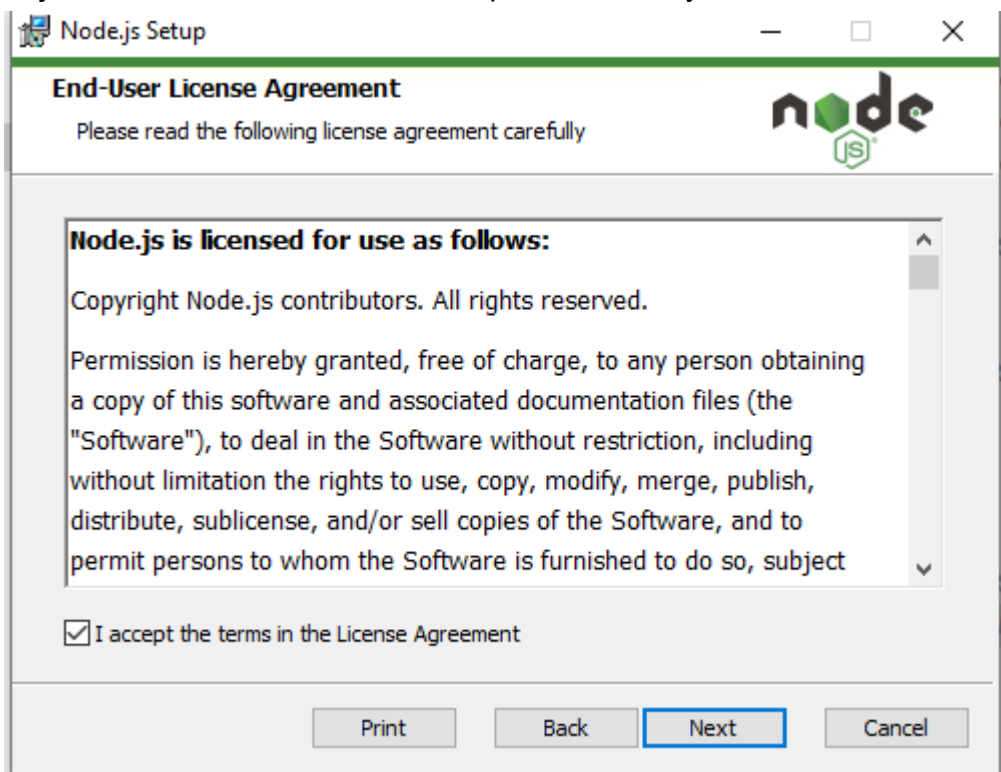 Node.js Setup
End-User License Agreement
Please read the following license agreement carefully
node
JS
Node.js is licensed for use as follows:
Copyright Node.js contributors. All rights reserved.
Permission is hereby granted, free of charge, to any person obtaining
a copy of this software and associated documentation files (the
"Software"), to deal in the Software without restriction, including
without limitation the rights to use, copy, modify, merge, publish,
distribute, sublicense, and/or sell copies of the Software, and to
permit persons to whom the Software is furnished to do so, subject
I accept the terms in the License Agreement
Print Back Next Cancel